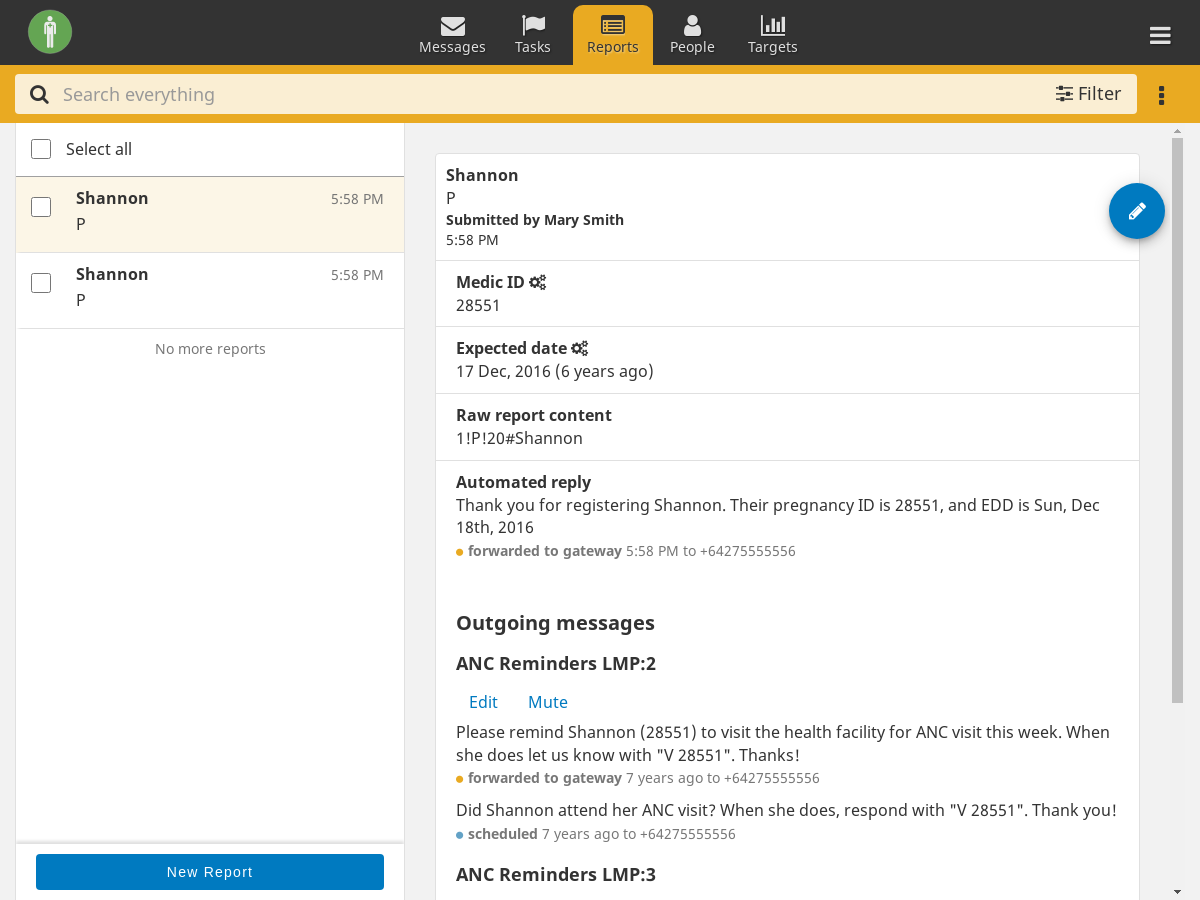 Messages
Tasks
Reports
People
Targets
Search everything
Filter
Select all
Shannon 5:58 PM
P
Shannon 5:58 PM
P
No more reports
New Report
Shannon
P
Submitted by Mary Smith
5:58 PM
Medic ID
28551
Expected date
17 Dec, 2016 (6 years ago)
Raw report content
1!P!20#Shannon
Automated reply
Thank you for registering Shannon. Their pregnancy ID is 28551, and EDD is Sun, Dec
18th, 2016
forwarded to gateway 5:58 PM to +64275555556
Outgoing messages
ANC Reminders LMP:2
Edit Mute
Please remind Shannon (28551) to visit the health facility for ANC visit this week. When
she does let us know with "V 28551". Thanks!
forwarded to gateway 7 years ago to +64275555556
Did Shannon attend her ANC visit? When she does, respond with "V 28551". Thank you!
scheduled 7 years ago to +64275555556
ANC Reminders LMP:3